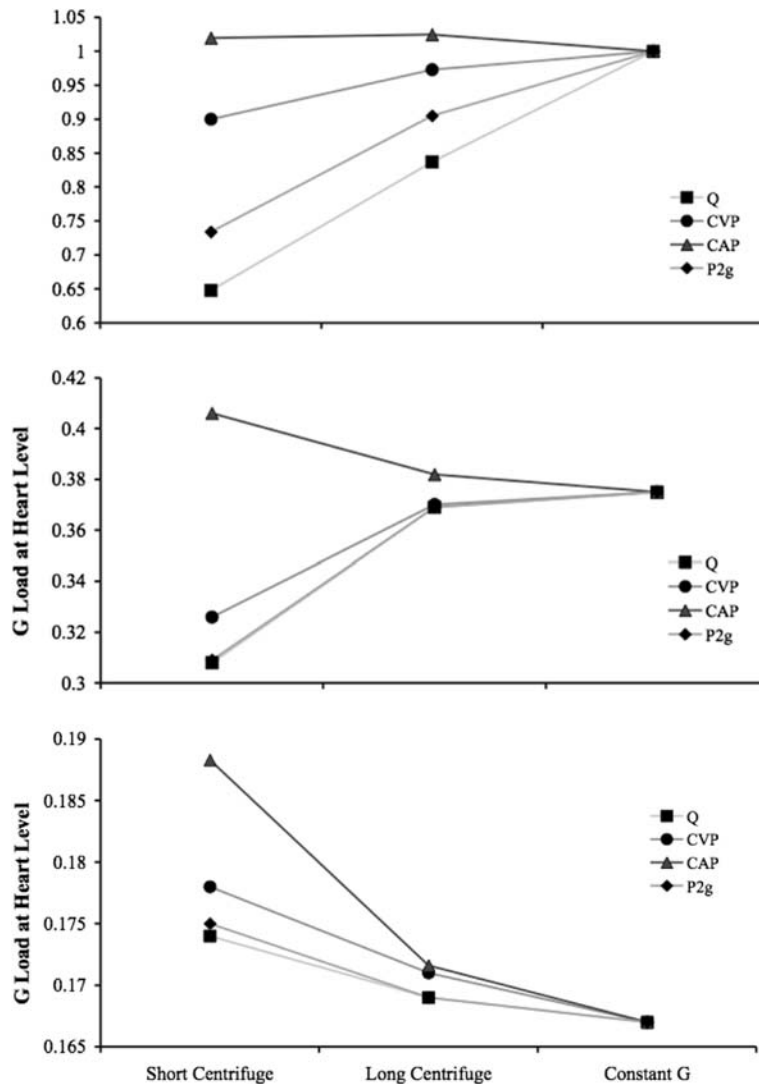 1.05
1
0.95
0.9
0.85
0.8
0.75
0.7
0.65
0.6
Q
CVP
CAP
P2g
G Load at Heart Level
0.42
0.4
0.38
0.36
0.34
0.32
0.3
Q
CVP
CAP
P2g
G Load at Heart Level
0.19
0.185
0.18
0.175
0.17
0.165
Q
CVP
CAP
P2g
Short Centrifuge Long Centrifuge Constant G